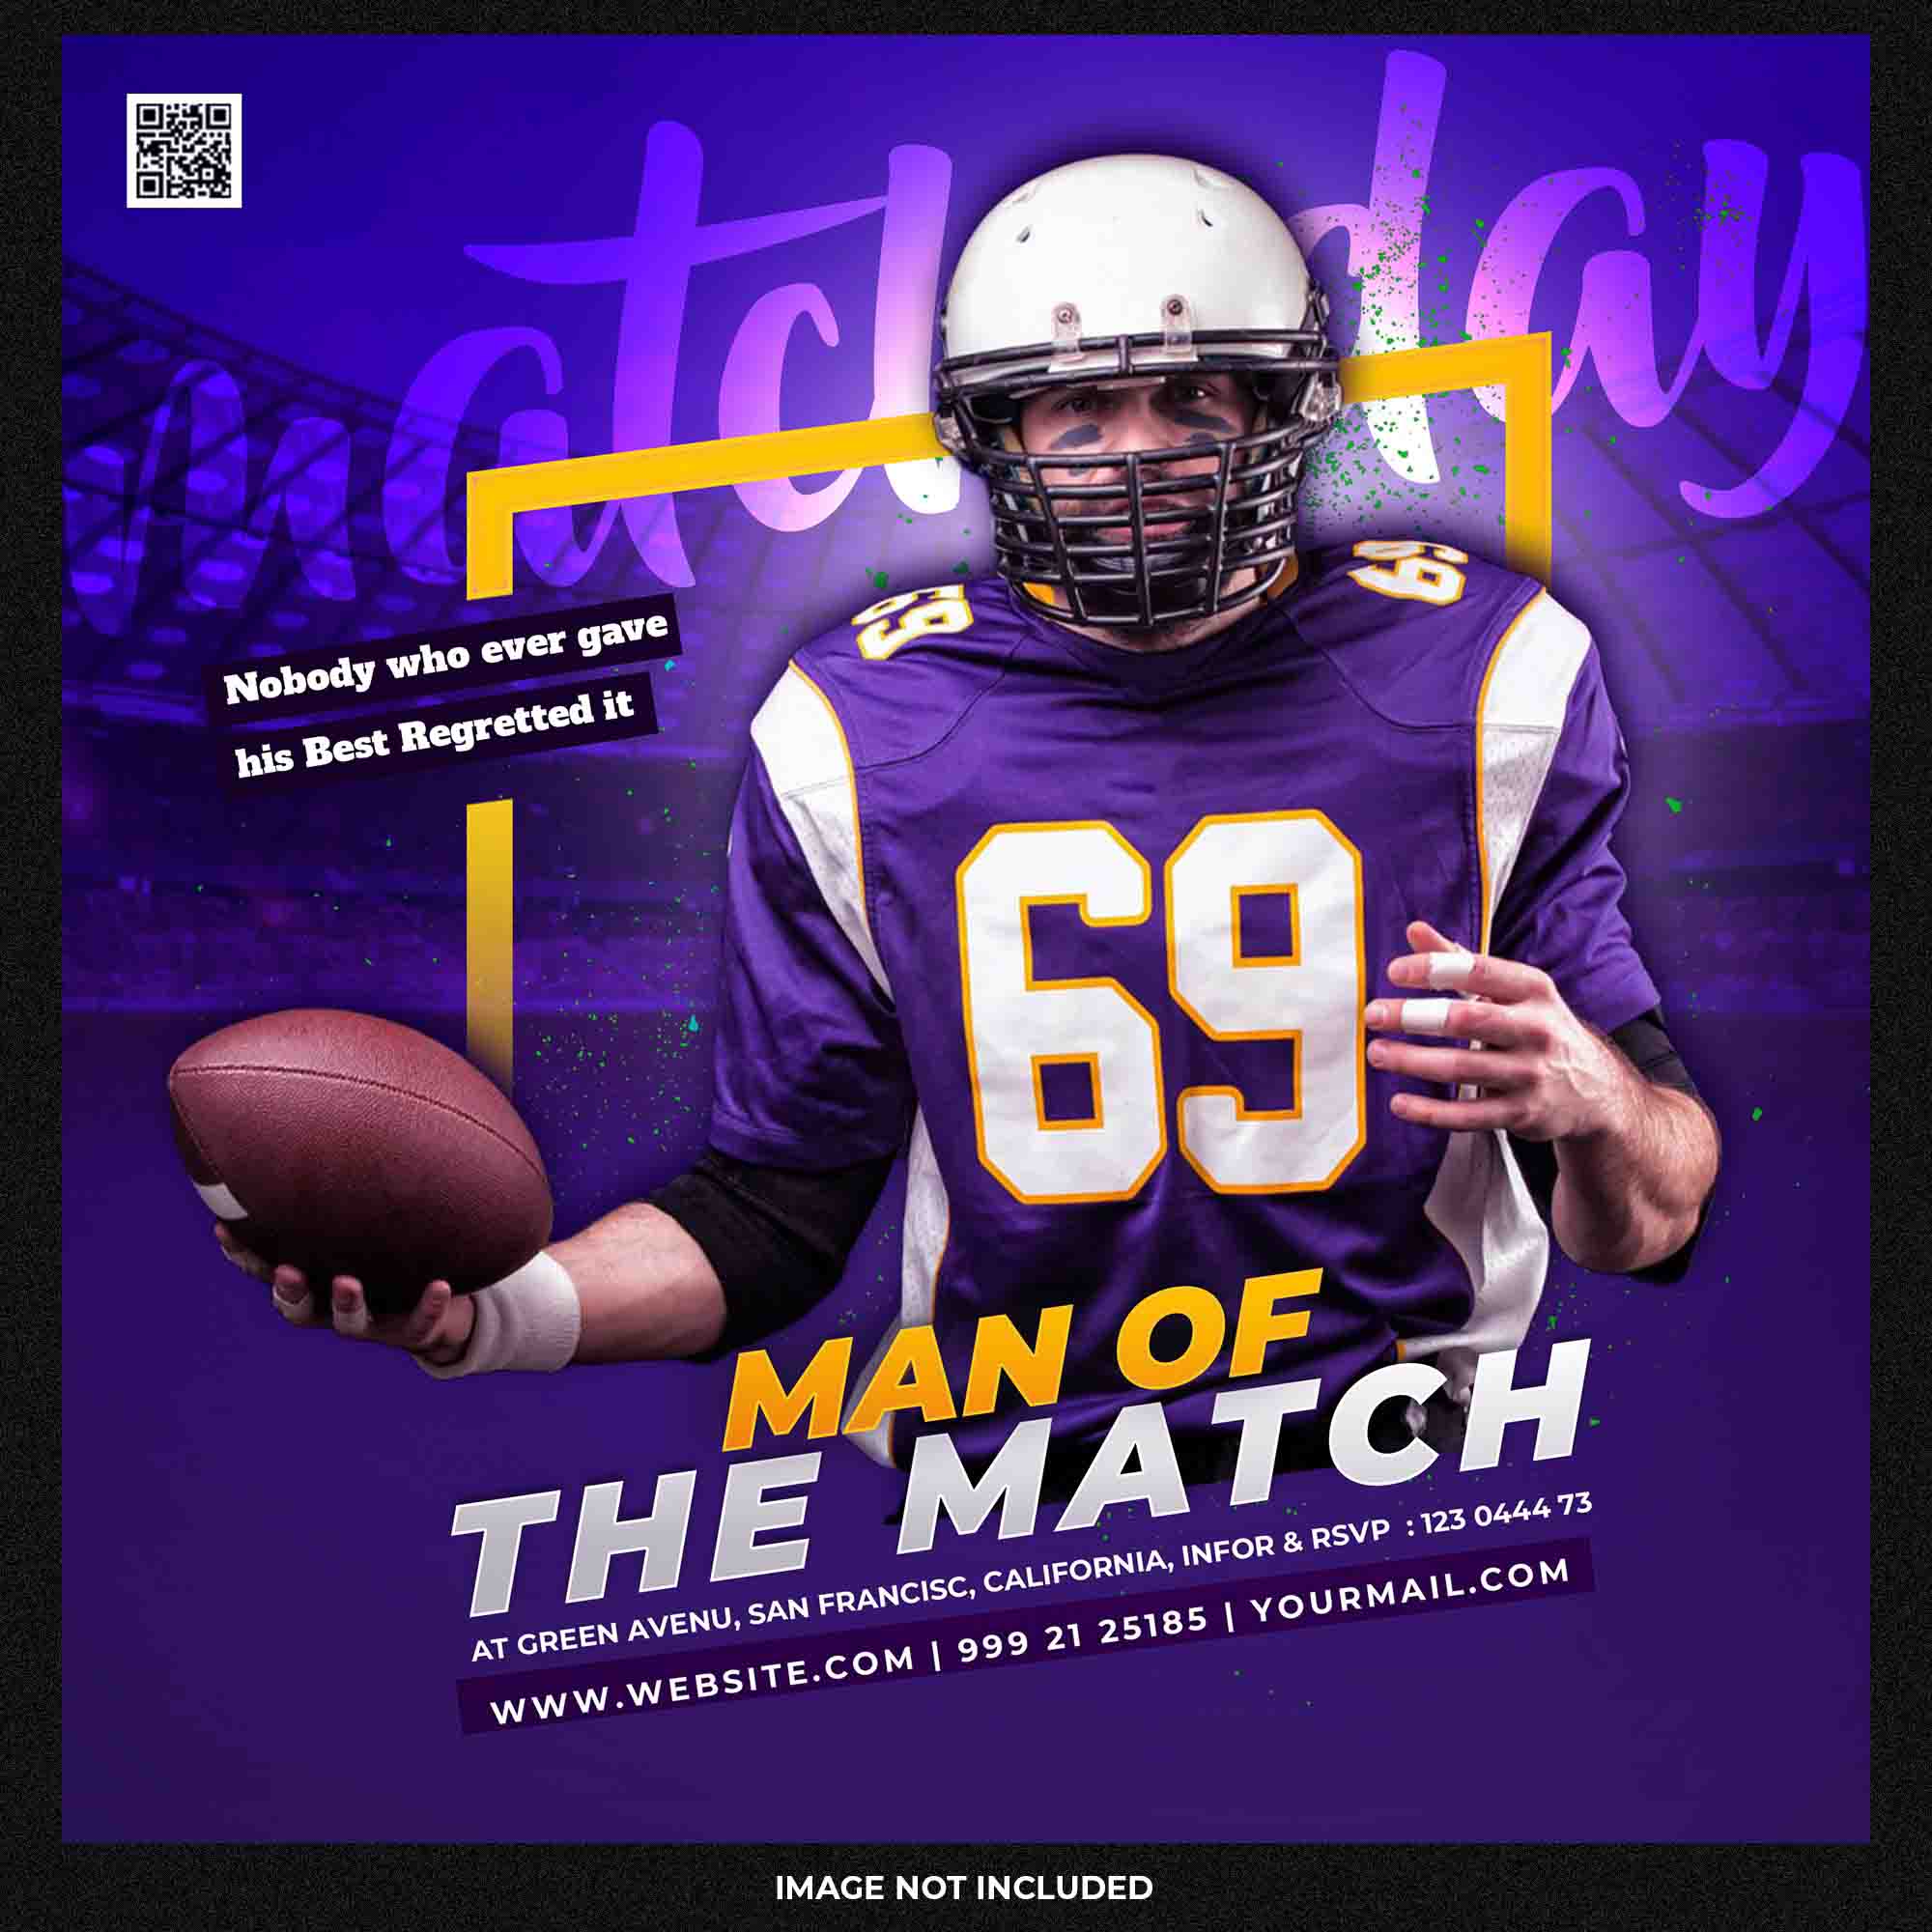 matchday
Nobody who ever gave
his Best Regretted it
69
69
69
MAN OF
THE MATCH
AT GREEN AVENU, SAN FRANCISC, CALIFORNIA, INFOR & RSVP : 123 0444 73
WWW.WEBSITE.COM | 999 21 25185 | YOURMAIL.COM
IMAGE NOT INCLUDED